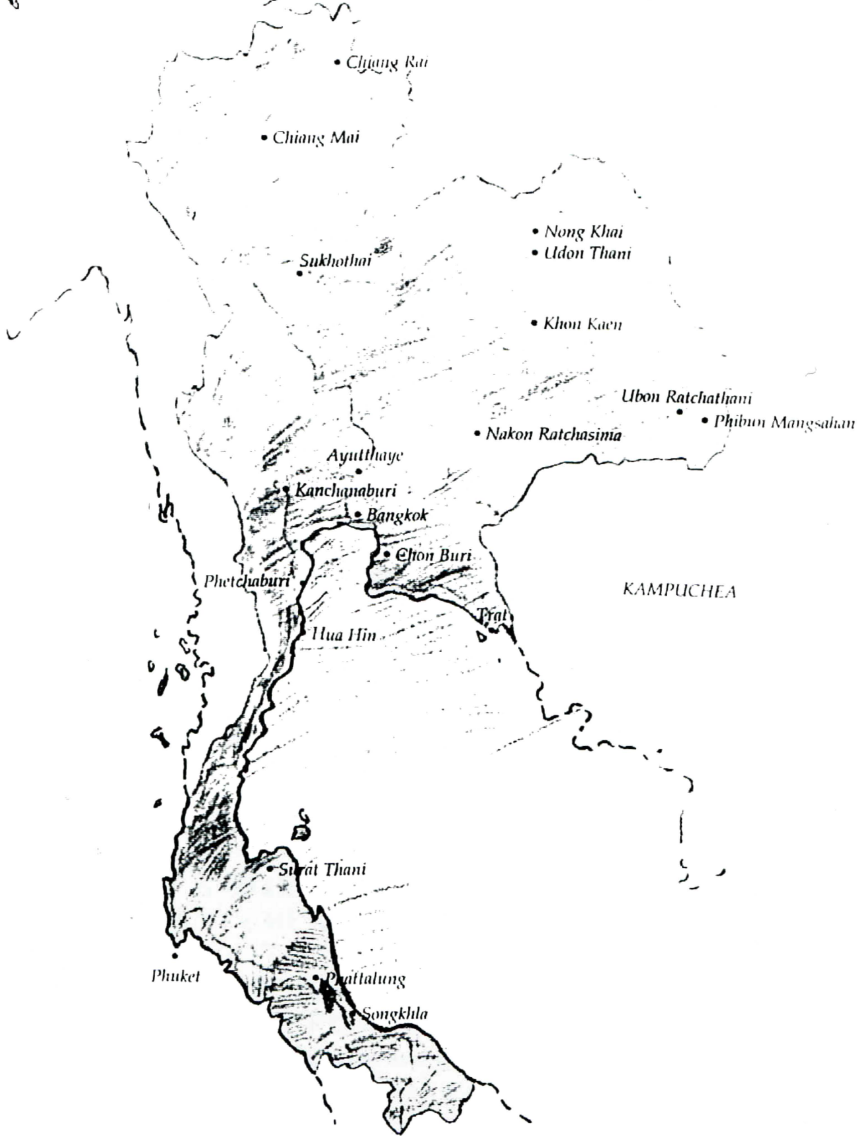 Chiang Rai
Chiang Mai
Nong Khai
Udon Thani
Sukhothai
Khon Kaen
Ubon Ratchathani
Phibun Mangsahan
Nakon Ratchasima
Ayutthaye
Kanchanaburi
Bangkok
Chon Buri
Phetchaburi
KAMPUCHEA
Trat
Hua Hin
Surat Thani
Phuket
Phattalung
Songkhla